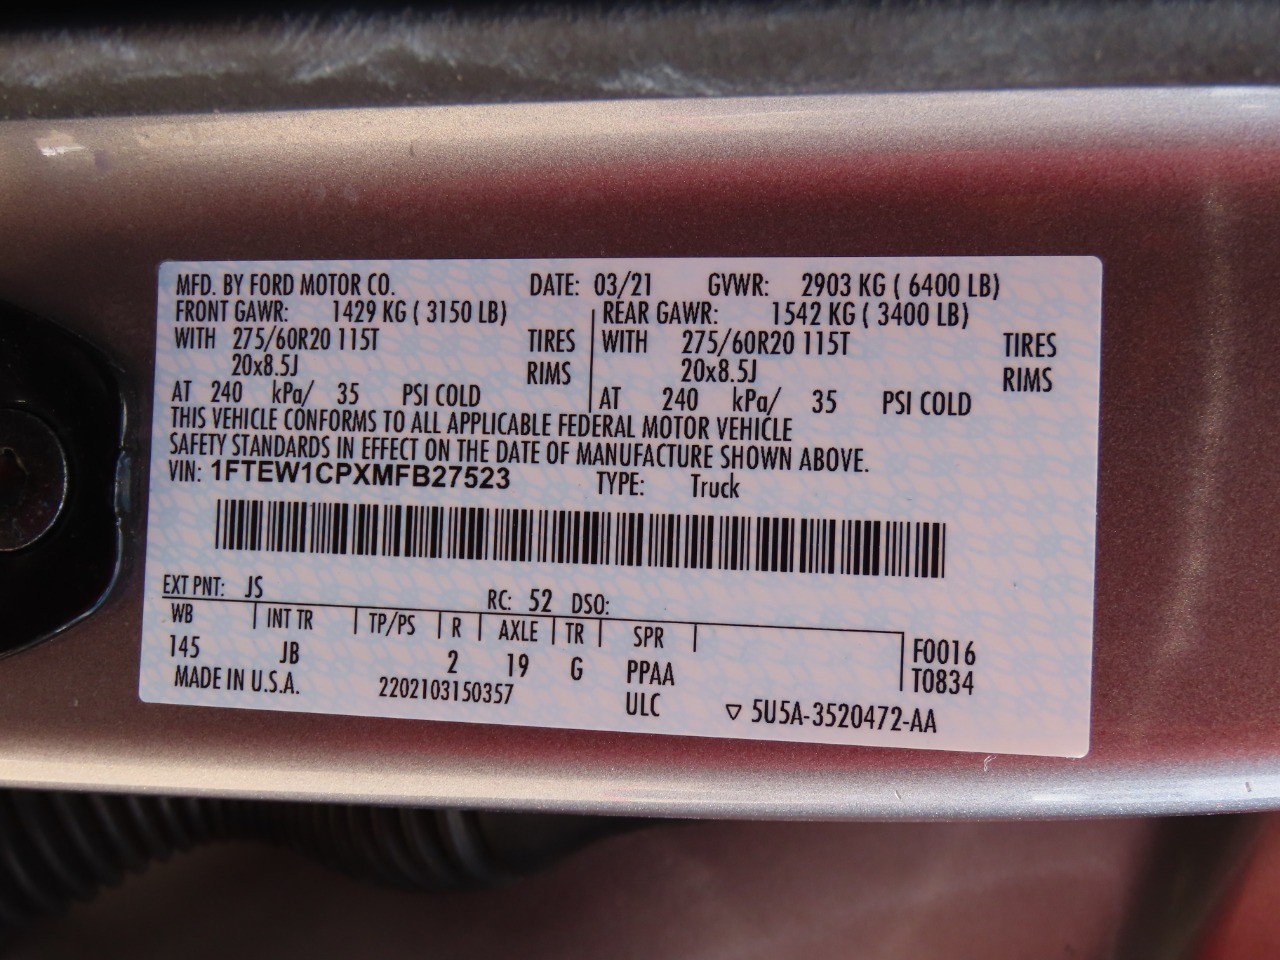 MFD. BY FORD MOTOR CO. DATE: 03/21 GVWR: 2903 KG ( 6400 LB)
FRONT GAWR: 1429 KG ( 3150 LB) REAR GAWR: 1542 KG ( 3400 LB)
WITH 275/60R20 115T TIRES WITH 275/60R20 115T TIRES
20x8.5J RIMS 20x8.5J RIMS
AT 240 kPa/ 35 PSI COLD AT 240 kPa/ 35 PSI COLD
THIS VEHICLE CONFORMS TO ALL APPLICABLE FEDERAL MOTOR VEHICLE
SAFETY STANDARDS IN EFFECT ON THE DATE OF MANUFACTURE SHOWN ABOVE.
VIN: 1FTEW1CPXMFB27523 TYPE: Truck
EXT PNT: JS RC: 52 DSO:
WB INT TR TP/PS R AXLE TR SPR F0016
145 JB 2 19 G PPAA T0834
MADE IN U.S.A. 2202103150357 ULC ▽ 5U5A-3520472-AA